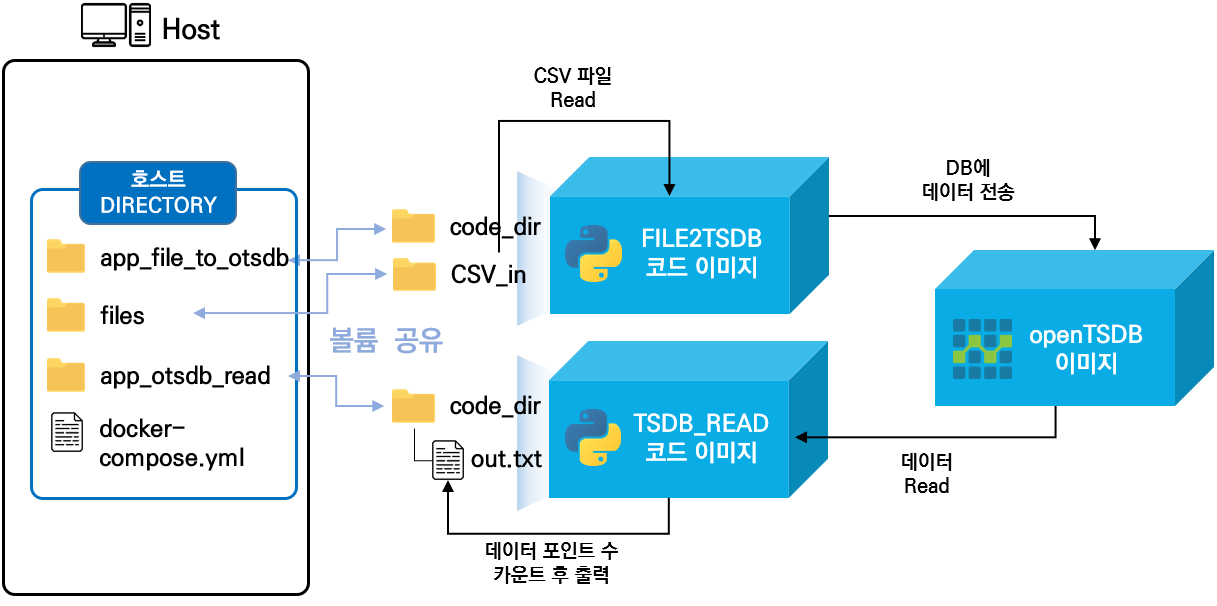 Host
호스트
DIRECTORY
app_file_to_otsdb
files
app_otsdb_read
docker-
compose.yml
볼륨 공유
code_dir
CSV_in
code_dir
out.txt
CSV 파일
Read
FILE2TSDB
코드 이미지
DB에
데이터 전송
openTSDB
이미지
TSDB_READ
코드 이미지
데이터
Read
데이터 포인트 수
카운트 후 출력